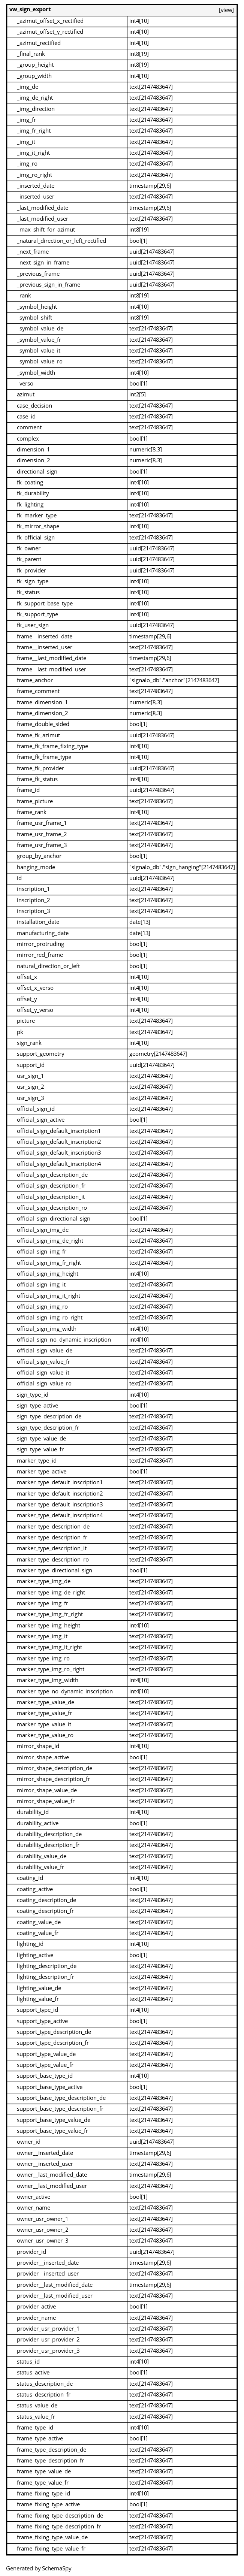 vw_sign_export [view]
_azimut_offset_x_rectified int4[10]
_azimut_offset_y_rectified int4[10]
_azimut_rectified int4[10]
_final_rank int8[19]
_group_height int8[19]
_group_width int4[10]
_img_de text[2147483647]
_img_de_right text[2147483647]
_img_direction text[2147483647]
_img_fr text[2147483647]
_img_fr_right text[2147483647]
_img_it text[2147483647]
_img_it_right text[2147483647]
_img_ro text[2147483647]
_img_ro_right text[2147483647]
_inserted_date timestamp[29,6]
_inserted_user text[2147483647]
_last_modified_date timestamp[29,6]
_last_modified_user text[2147483647]
_max_shift_for_azimut int8[19]
_natural_direction_or_left_rectified bool[1]
_next_frame uuid[2147483647]
_next_sign_in_frame uuid[2147483647]
_previous_frame uuid[2147483647]
_previous_sign_in_frame uuid[2147483647]
_rank int8[19]
_symbol_height int4[10]
_symbol_shift int8[19]
_symbol_value_de text[2147483647]
_symbol_value_fr text[2147483647]
_symbol_value_it text[2147483647]
_symbol_value_ro text[2147483647]
_symbol_width int4[10]
_verso bool[1]
azimut int2[5]
case_decision text[2147483647]
case_id text[2147483647]
comment text[2147483647]
complex bool[1]
dimension_1 numeric[8,3]
dimension_2 numeric[8,3]
directional_sign bool[1]
fk_coating int4[10]
fk_durability int4[10]
fk_lighting int4[10]
fk_marker_type text[2147483647]
fk_mirror_shape int4[10]
fk_official_sign text[2147483647]
fk_owner uuid[2147483647]
fk_parent uuid[2147483647]
fk_provider uuid[2147483647]
fk_sign_type int4[10]
fk_status int4[10]
fk_support_base_type int4[10]
fk_support_type int4[10]
fk_user_sign uuid[2147483647]
frame__inserted_date timestamp[29,6]
frame__inserted_user text[2147483647]
frame__last_modified_date timestamp[29,6]
frame__last_modified_user text[2147483647]
frame_anchor "signalo_db"."anchor"[2147483647]
frame_comment text[2147483647]
frame_dimension_1 numeric[8,3]
frame_dimension_2 numeric[8,3]
frame_double_sided bool[1]
frame_fk_azimut uuid[2147483647]
frame_fk_frame_fixing_type int4[10]
frame_fk_frame_type int4[10]
frame_fk_provider uuid[2147483647]
frame_fk_status int4[10]
frame_id uuid[2147483647]
frame_picture text[2147483647]
frame_rank int4[10]
frame_usr_frame_1 text[2147483647]
frame_usr_frame_2 text[2147483647]
frame_usr_frame_3 text[2147483647]
group_by_anchor bool[1]
hanging_mode "signalo_db"."sign_hanging"[2147483647]
id uuid[2147483647]
inscription_1 text[2147483647]
inscription_2 text[2147483647]
inscription_3 text[2147483647]
installation_date date[13]
manufacturing_date date[13]
mirror_protruding bool[1]
mirror_red_frame bool[1]
natural_direction_or_left bool[1]
offset_x int4[10]
offset_x_verso int4[10]
offset_y int4[10]
offset_y_verso int4[10]
picture text[2147483647]
pk text[2147483647]
sign_rank int4[10]
support_geometry geometry[2147483647]
support_id uuid[2147483647]
usr_sign_1 text[2147483647]
usr_sign_2 text[2147483647]
usr_sign_3 text[2147483647]
official_sign_id text[2147483647]
official_sign_active bool[1]
official_sign_default_inscription1 text[2147483647]
official_sign_default_inscription2 text[2147483647]
official_sign_default_inscription3 text[2147483647]
official_sign_default_inscription4 text[2147483647]
official_sign_description_de text[2147483647]
official_sign_description_fr text[2147483647]
official_sign_description_it text[2147483647]
official_sign_description_ro text[2147483647]
official_sign_directional_sign bool[1]
official_sign_img_de text[2147483647]
official_sign_img_de_right text[2147483647]
official_sign_img_fr text[2147483647]
official_sign_img_fr_right text[2147483647]
official_sign_img_height int4[10]
official_sign_img_it text[2147483647]
official_sign_img_it_right text[2147483647]
official_sign_img_ro text[2147483647]
official_sign_img_ro_right text[2147483647]
official_sign_img_width int4[10]
official_sign_no_dynamic_inscription int4[10]
official_sign_value_de text[2147483647]
official_sign_value_fr text[2147483647]
official_sign_value_it text[2147483647]
official_sign_value_ro text[2147483647]
sign_type_id int4[10]
sign_type_active bool[1]
sign_type_description_de text[2147483647]
sign_type_description_fr text[2147483647]
sign_type_value_de text[2147483647]
sign_type_value_fr text[2147483647]
marker_type_id text[2147483647]
marker_type_active bool[1]
marker_type_default_inscription1 text[2147483647]
marker_type_default_inscription2 text[2147483647]
marker_type_default_inscription3 text[2147483647]
marker_type_default_inscription4 text[2147483647]
marker_type_description_de text[2147483647]
marker_type_description_fr text[2147483647]
marker_type_description_it text[2147483647]
marker_type_description_ro text[2147483647]
marker_type_directional_sign bool[1]
marker_type_img_de text[2147483647]
marker_type_img_de_right text[2147483647]
marker_type_img_fr text[2147483647]
marker_type_img_fr_right text[2147483647]
marker_type_img_height int4[10]
marker_type_img_it text[2147483647]
marker_type_img_it_right text[2147483647]
marker_type_img_ro text[2147483647]
marker_type_img_ro_right text[2147483647]
marker_type_img_width int4[10]
marker_type_no_dynamic_inscription int4[10]
marker_type_value_de text[2147483647]
marker_type_value_fr text[2147483647]
marker_type_value_it text[2147483647]
marker_type_value_ro text[2147483647]
mirror_shape_id int4[10]
mirror_shape_active bool[1]
mirror_shape_description_de text[2147483647]
mirror_shape_description_fr text[2147483647]
mirror_shape_value_de text[2147483647]
mirror_shape_value_fr text[2147483647]
durability_id int4[10]
durability_active bool[1]
durability_description_de text[2147483647]
durability_description_fr text[2147483647]
durability_value_de text[2147483647]
durability_value_fr text[2147483647]
coating_id int4[10]
coating_active bool[1]
coating_description_de text[2147483647]
coating_description_fr text[2147483647]
coating_value_de text[2147483647]
coating_value_fr text[2147483647]
lighting_id int4[10]
lighting_active bool[1]
lighting_description_de text[2147483647]
lighting_description_fr text[2147483647]
lighting_value_de text[2147483647]
lighting_value_fr text[2147483647]
support_type_id int4[10]
support_type_active bool[1]
support_type_description_de text[2147483647]
support_type_description_fr text[2147483647]
support_type_value_de text[2147483647]
support_type_value_fr text[2147483647]
support_base_type_id int4[10]
support_base_type_active bool[1]
support_base_type_description_de text[2147483647]
support_base_type_description_fr text[2147483647]
support_base_type_value_de text[2147483647]
support_base_type_value_fr text[2147483647]
owner_id uuid[2147483647]
owner__inserted_date timestamp[29,6]
owner__inserted_user text[2147483647]
owner__last_modified_date timestamp[29,6]
owner__last_modified_user text[2147483647]
owner_active bool[1]
owner_name text[2147483647]
owner_usr_owner_1 text[2147483647]
owner_usr_owner_2 text[2147483647]
owner_usr_owner_3 text[2147483647]
provider_id uuid[2147483647]
provider__inserted_date timestamp[29,6]
provider__inserted_user text[2147483647]
provider__last_modified_date timestamp[29,6]
provider__last_modified_user text[2147483647]
provider_active bool[1]
provider_name text[2147483647]
provider_usr_provider_1 text[2147483647]
provider_usr_provider_2 text[2147483647]
provider_usr_provider_3 text[2147483647]
status_id int4[10]
status_active bool[1]
status_description_de text[2147483647]
status_description_fr text[2147483647]
status_value_de text[2147483647]
status_value_fr text[2147483647]
frame_type_id int4[10]
frame_type_active bool[1]
frame_type_description_de text[2147483647]
frame_type_description_fr text[2147483647]
frame_type_value_de text[2147483647]
frame_type_value_fr text[2147483647]
frame_fixing_type_id int4[10]
frame_fixing_type_active bool[1]
frame_fixing_type_description_de text[2147483647]
frame_fixing_type_description_fr text[2147483647]
frame_fixing_type_value_de text[2147483647]
frame_fixing_type_value_fr text[2147483647]
Generated by SchemaSpy